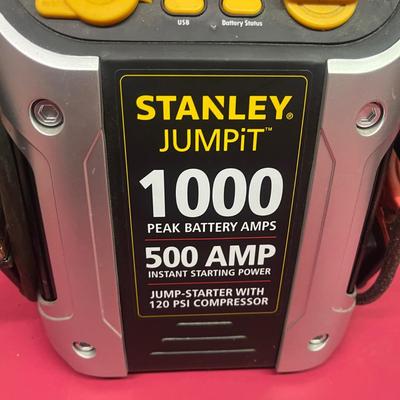 USB Battery Status
STANLEY®
JUMPiT™
1000
PEAK BATTERY AMPS
500 AMP
INSTANT STARTING POWER
JUMP-STARTER WITH
120 PSI COMPRESSOR